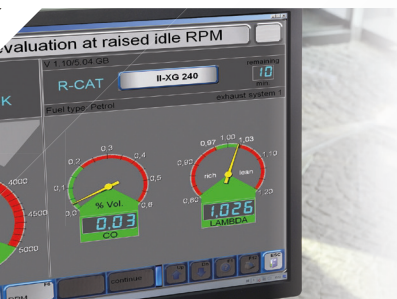 evaluation at raised idle RPM
V 1.10/5.04 GB
R-CAT
II-XG 240
remaining
10
min.
Fuel type: Petrol
exhaust system 1
K
4000
4500
5000
0,0
0,1
0,2
0,3
0,4
0,5
0,6
% Vol.
0,03
CO
0,80
0,90
0,97
1,00
1,03
1,10
1,20
rich
lean
1,026
LAMBDA
RPM
continue
ESC